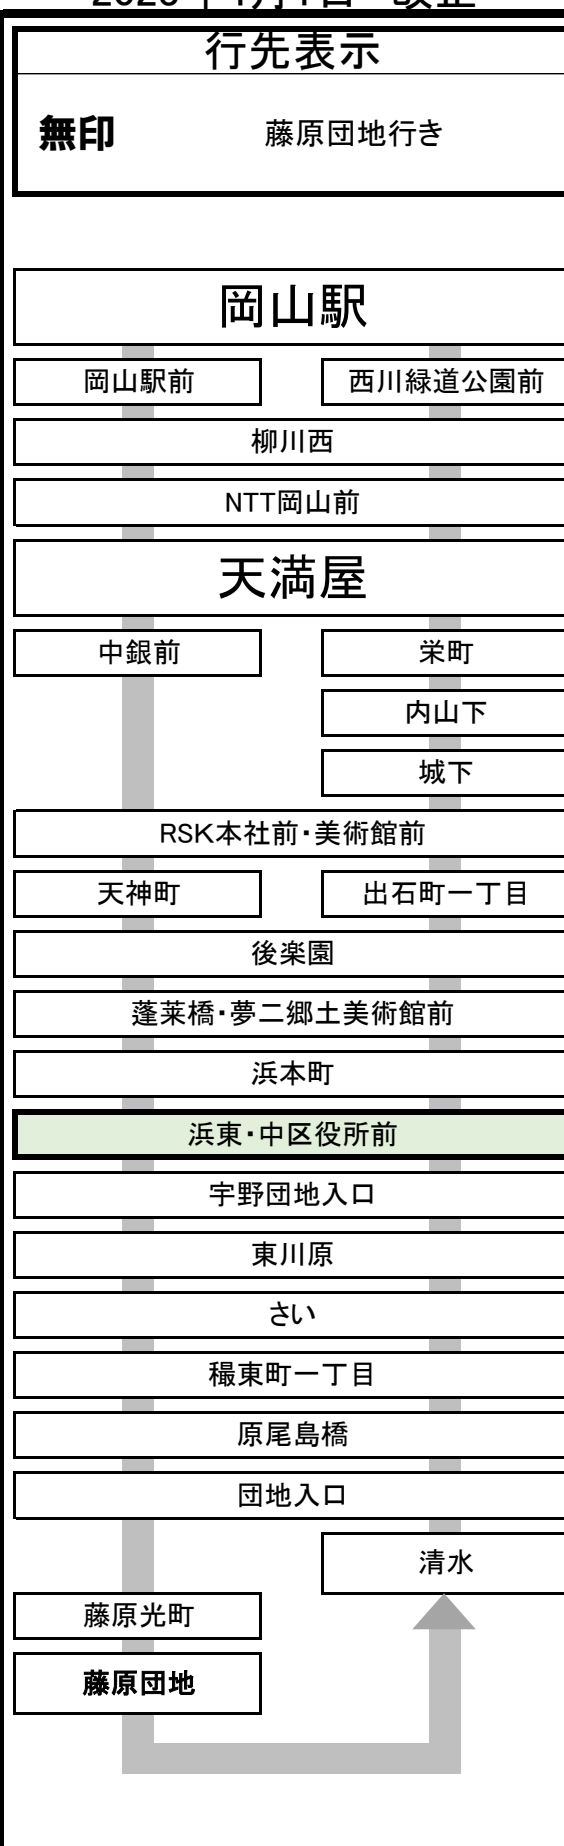 行先表示
無印 藤原団地行き
岡山駅
岡山駅前 西川緑道公園前
柳川西
NTT岡山前
天満屋
中銀前 栄町
内山下
城下
RSK本社前・美術館前
天神町 出石町一丁目
後楽園
蓬莱橋・夢二郷土美術館前
浜本町
浜東・中区役所前
宇野団地入口
東川原
さい
穝東町一丁目
原尾島橋
団地入口
清水
藤原光町
藤原団地